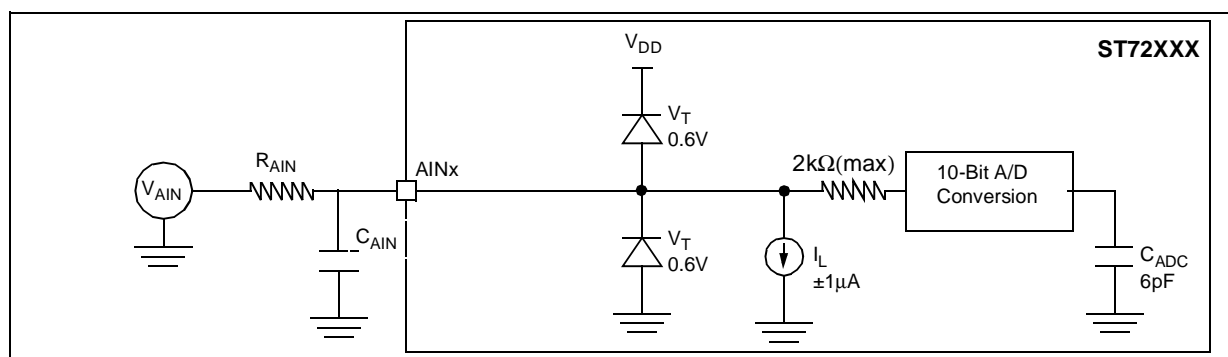 ST72XXX
V_DD
V_T
0.6V
2kΩ(max)
10-Bit A/D
Conversion
R_AIN
AINx
V_AIN
C_AIN
V_T
0.6V
I_L
±1μA
C_ADC
6pF